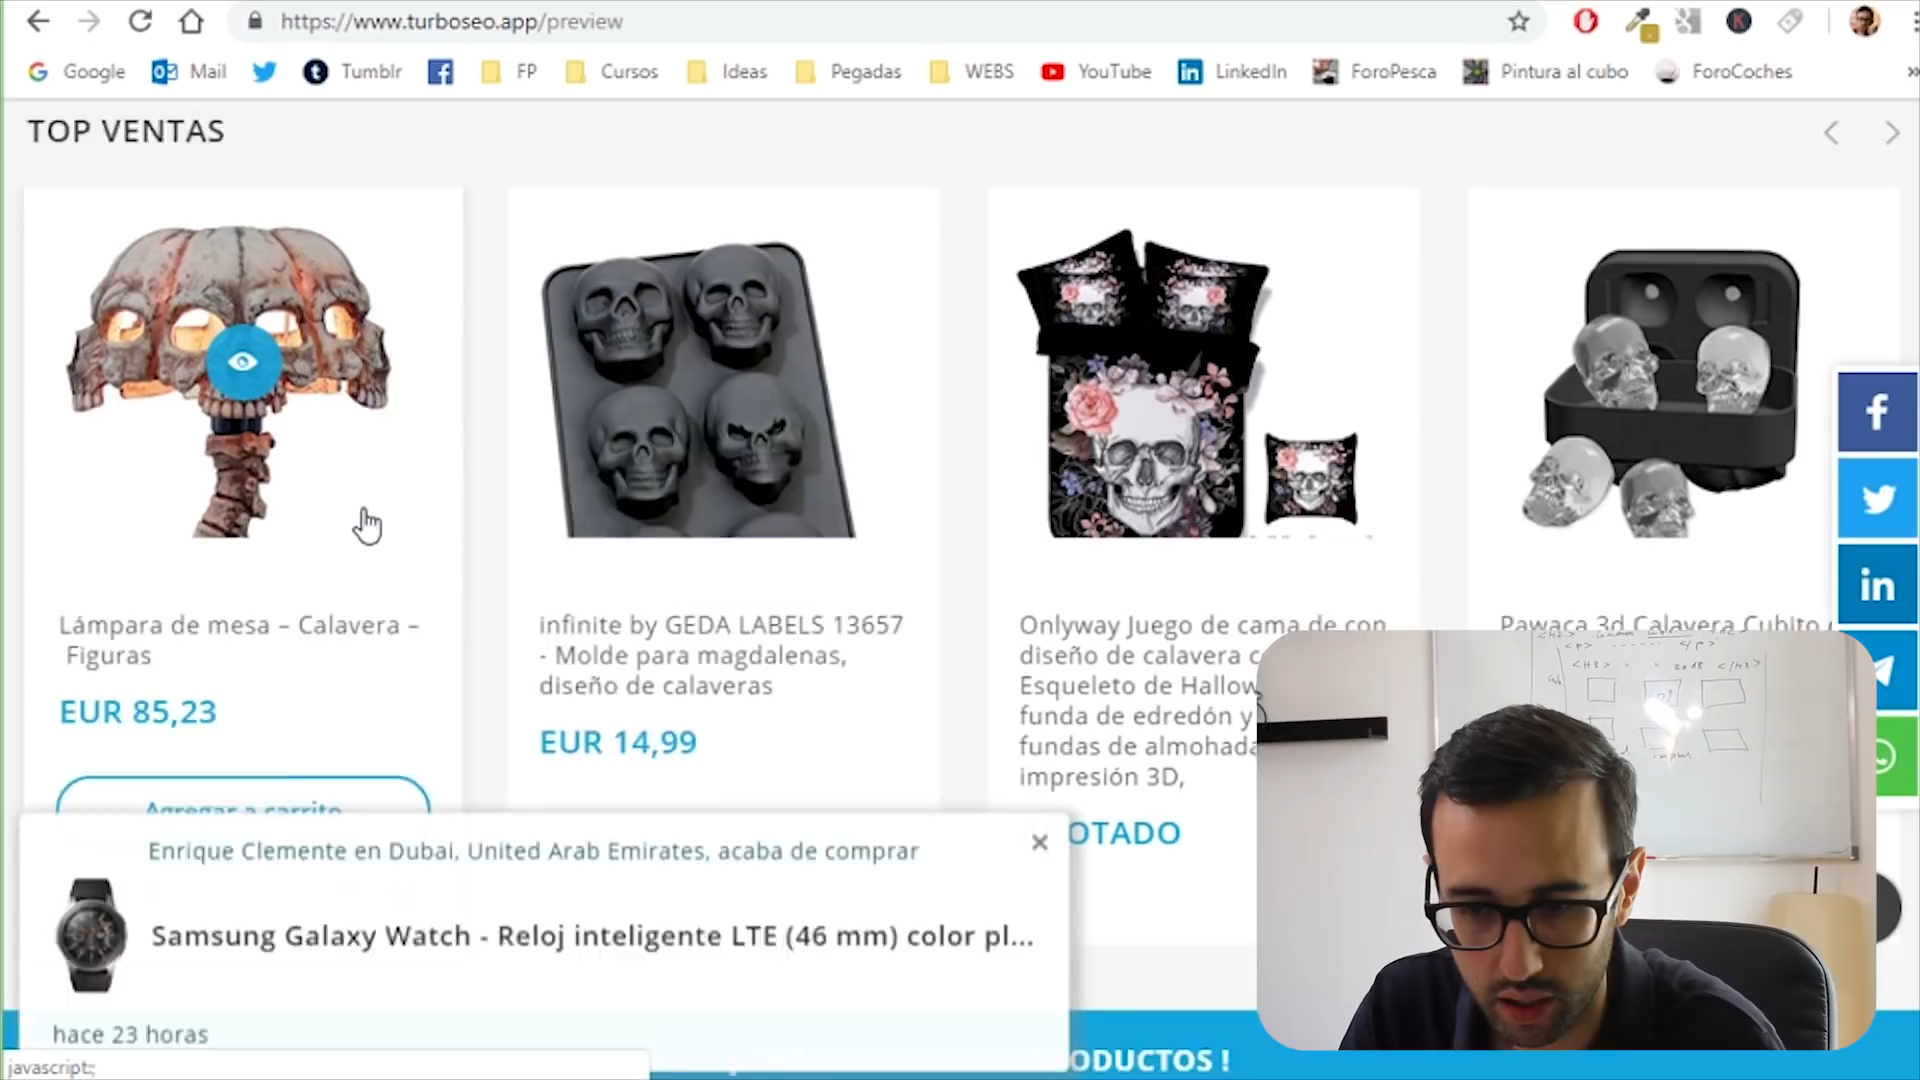 https://www.turboseo.app/preview
Google
Mail
Tumblr
FP
Cursos
Ideas
Pegadas
WEBS
YouTube
LinkedIn
ForoPesca
Pintura al cubo
ForoCoches
TOP VENTAS
Lámpara de mesa – Calavera –
Figuras
EUR 85,23
Agregar a carrito
infinite by GEDA LABELS 13657
- Molde para magdalenas,
diseño de calaveras
EUR 14,99
Onlyway Juego de cama de con
diseño de calavera
Esqueleto de
funda de edredón y
fundas de almohada
impresión 3D,
OTADO
Pawaca 3d Calavera Cubito
Enrique Clemente en Dubai, United Arab Emirates, acaba de comprar
Samsung Galaxy Watch - Reloj inteligente LTE (46 mm) color pl...
hace 23 horas
javascript:;
ODUCTOS !
<P> ------ </P>
<H3> 2018 </H3>